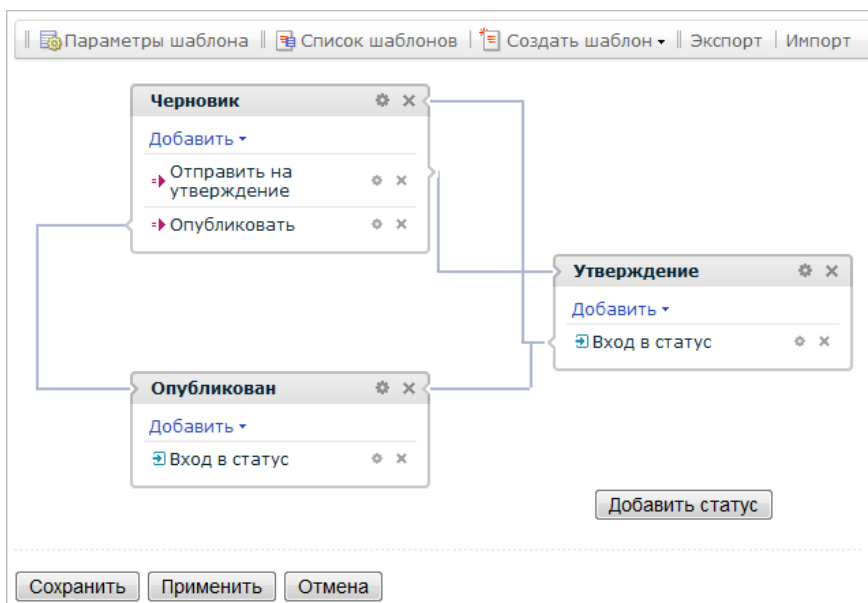 Параметры шаблона Список шаблонов Создать шаблон Экспорт Импорт
Черновик
Добавить
Отправить на
утверждение
Опубликовать
Утверждение
Добавить
Вход в статус
Опубликован
Добавить
Вход в статус
Добавить статус
Сохранить Применить Отмена